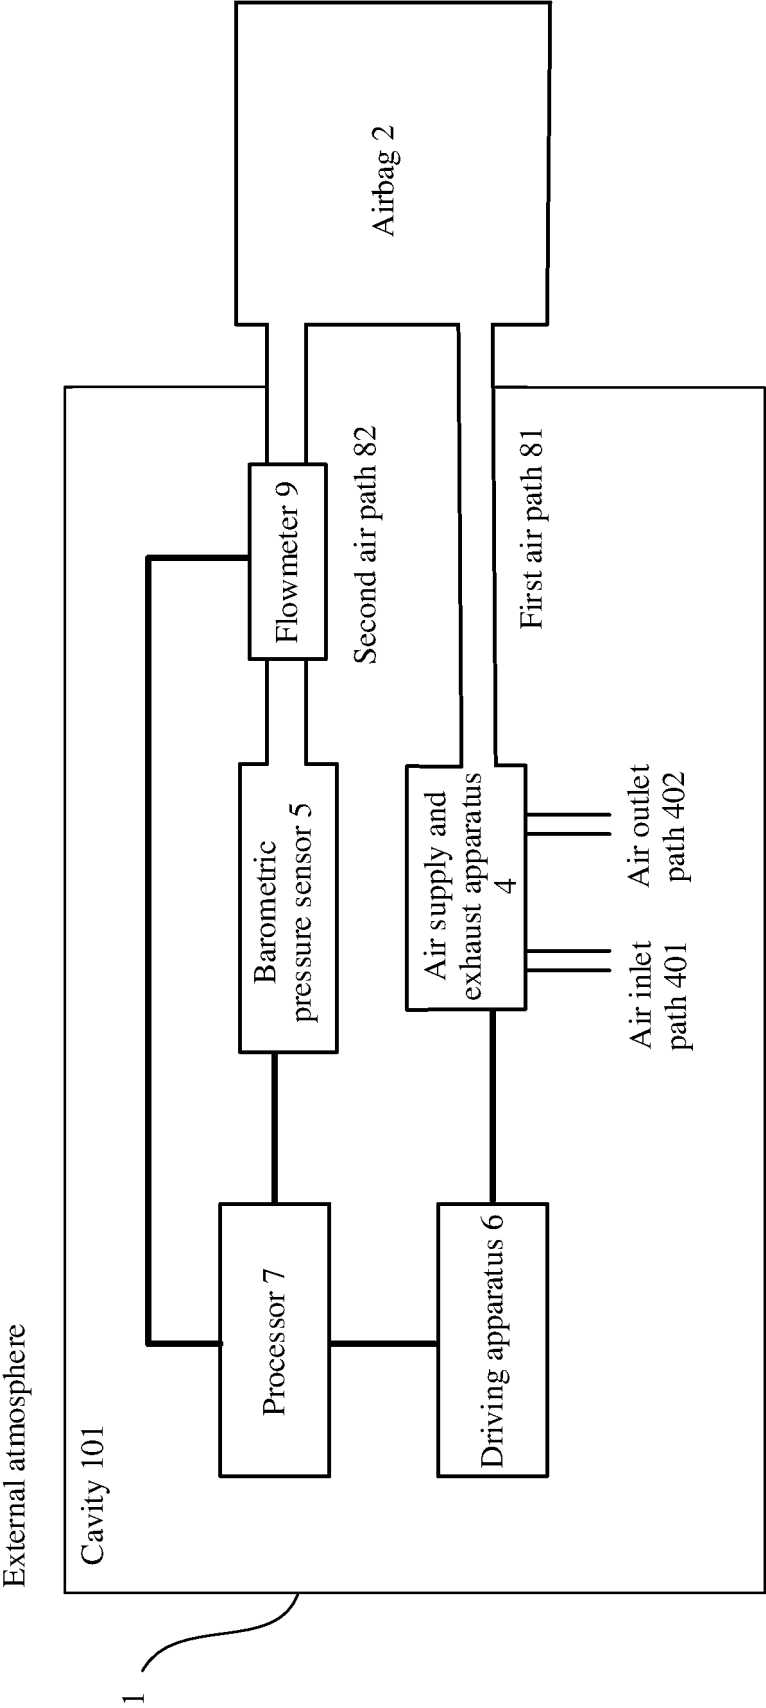 External atmosphere
Cavity 101
1
Processor 7
Barometric
pressure sensor 5
Flowmeter 9
Second air path 82
Airbag 2
Driving apparatus 6
Air supply and
exhaust apparatus
4
First air path 81
Air inlet
path 401
Air outlet
path 402